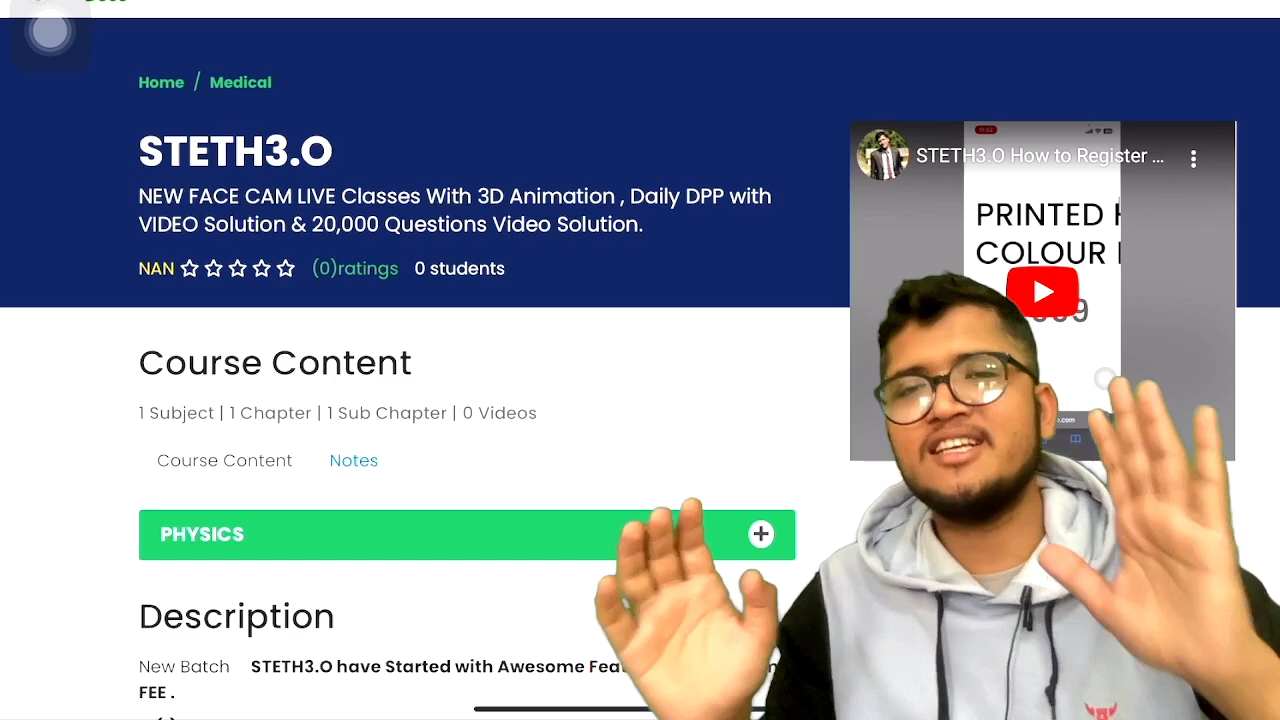 Home / Medical
STETH3.O
NEW FACE CAM LIVE Classes With 3D Animation , Daily DPP with
VIDEO Solution & 20,000 Questions Video Solution.
NAN (0)ratings 0 students
11:52
STETH3.O How to Register ...
PRINTED
COLOUR
Course Content
1 Subject | 1 Chapter | 1 Sub Chapter | 0 Videos
Course Content Notes
PHYSICS
Description
New Batch STETH3.O have Started with Awesome
FEE .